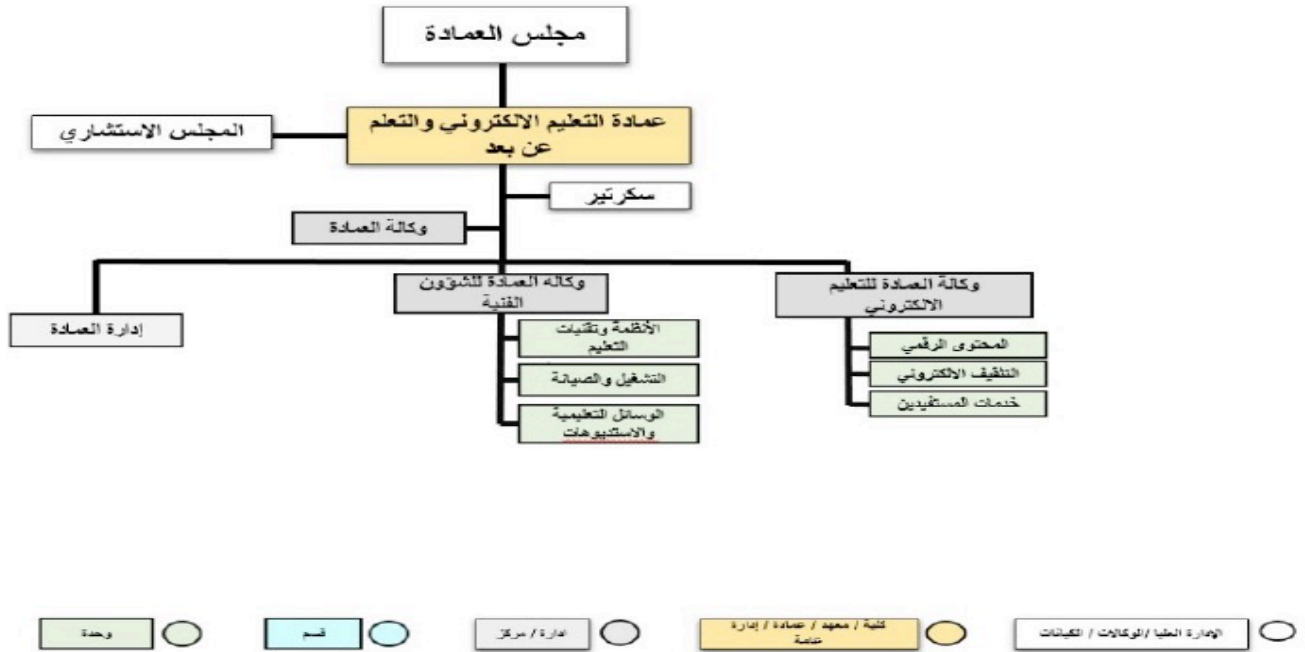 مجلس العمادة
عمادة التعليم الالكتروني والتعلم
عن بعد
المجلس الاستشاري
سكرتير
وكالة العمادة
وكالة العمادة للتعليم
الالكتروني
وكاله العمادة للشؤون
الفنية
إدارة العمادة
المحتوى الرقمي
التثقيف الالكتروني
خدمات المستفيدين
الأنظمة وتقنيات
التعليم
التشغيل والصيانة
الوسائل التعليمية
والاستديوهات
الإدارة العليا /الوكالات / الكيانات
كلية / معهد / عمادة / إدارة
عامة
ادارة / مركز
قسم
وحدة